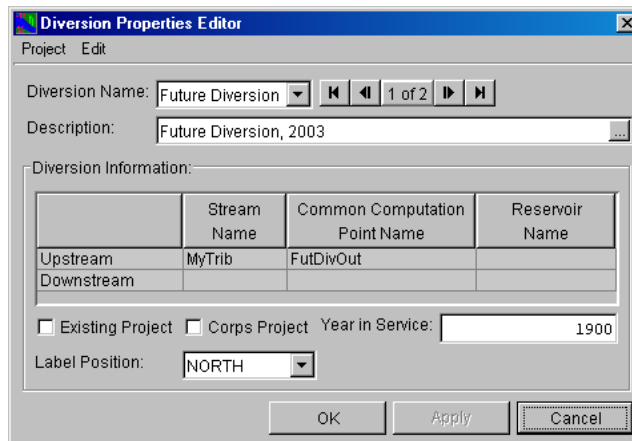 Diversion Properties Editor
Project Edit
Diversion Name: Future Diversion 1 of 2
Description: Future Diversion, 2003 ...
Diversion Information:
Stream Name Common Computation Point Name Reservoir Name
Upstream MyTrib FutDivOut
Downstream
Existing Project Corps Project Year in Service: 1900
Label Position: NORTH
OK Apply Cancel